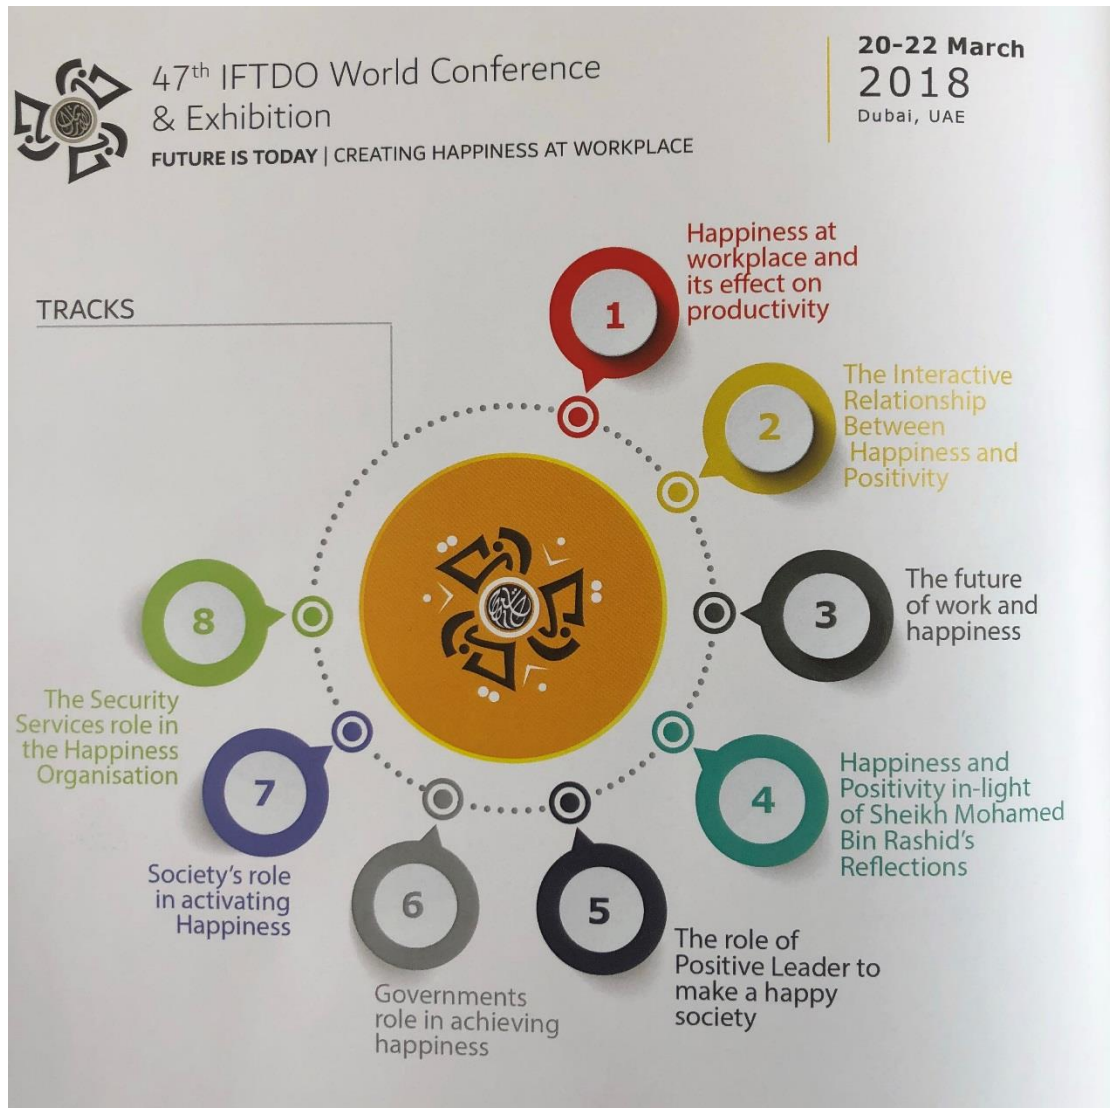 47th IFTDO World Conference
& Exhibition
FUTURE IS TODAY | CREATING HAPPINESS AT WORKPLACE
20-22 March
2018
Dubai, UAE
TRACKS
1
Happiness at
workplace and
its effect on
productivity
2
The Interactive
Relationship
Between
Happiness and
Positivity
3
The future
of work and
happiness
4
Happiness and
Positivity in-light
of Sheikh Mohamed
Bin Rashid's
Reflections
5
The role of
Positive Leader to
make a happy
society
6
Governments
role in achieving
happiness
7
Society's role
in activating
Happiness
8
The Security
Services role in
the Happiness
Organisation